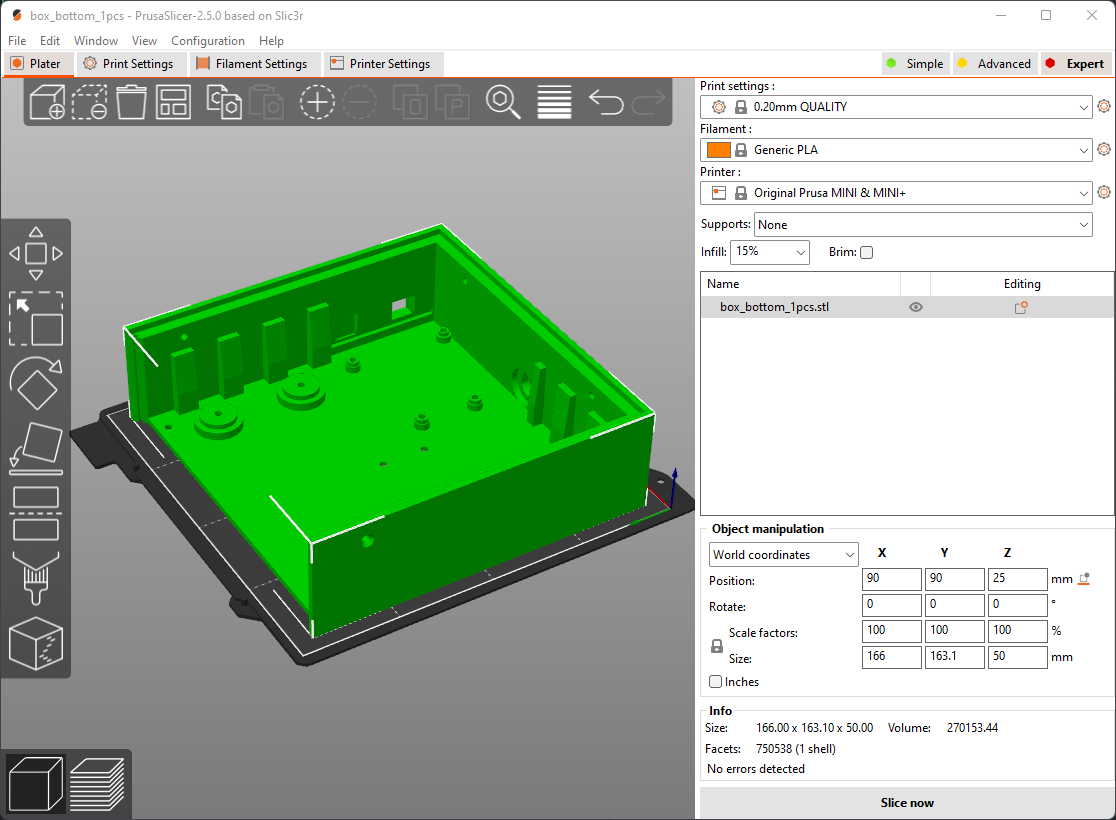 box_bottom_1pcs - PrusaSlicer-2.5.0 based on Slic3r
File Edit Window View Configuration Help
Plater Print Settings Filament Settings Printer Settings Simple Advanced Expert
Print settings :
0.20mm QUALITY
Filament :
Generic PLA
Printer :
Original Prusa MINI & MINI+
Supports: None
Infill: 15% Brim:
Name Editing
box_bottom_1pcs.stl
Object manipulation
World coordinates X Y Z
Position: 90 90 25 mm
Rotate: 0 0 0 °
Scale factors: 100 100 100 %
Size: 166 163.1 50 mm
Inches
Info
Size: 166.00 x 163.10 x 50.00 Volume: 270153.44
Facets: 750538 (1 shell)
No errors detected
Slice now